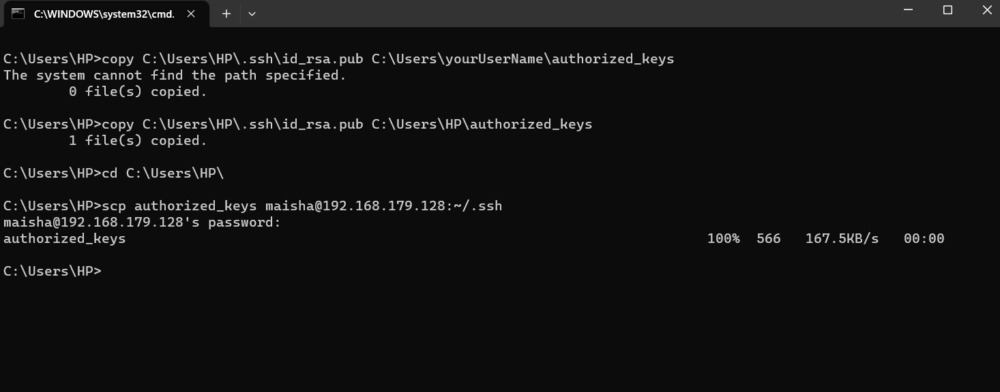 C:\WINDOWS\system32\cmd.
C:\Users\HP>copy C:\Users\HP\.ssh\id_rsa.pub C:\Users\yourUserName\authorized_keys
The system cannot find the path specified.
        0 file(s) copied.
C:\Users\HP>copy C:\Users\HP\.ssh\id_rsa.pub C:\Users\HP\authorized_keys
        1 file(s) copied.
C:\Users\HP>cd C:\Users\HP\
C:\Users\HP>scp authorized_keys maisha@192.168.179.128:~/.ssh
maisha@192.168.179.128's password:
authorized_keys                                                                       100%  566   167.5KB/s   00:00
C:\Users\HP>